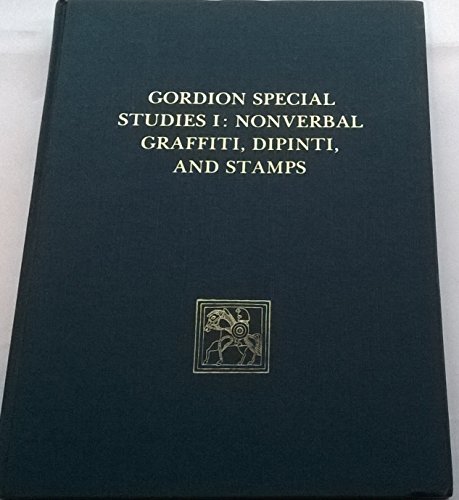 GORDION SPECIAL
STUDIES I: NONVERBAL
GRAFFITI, DIPINTI,
AND STAMPS